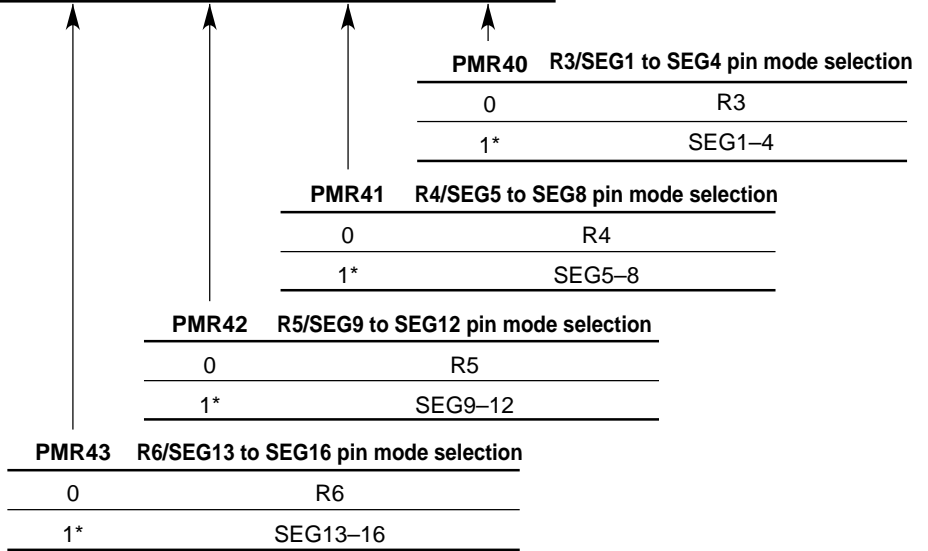 PMR40 R3/SEG1 to SEG4 pin mode selection
0 R3
1* SEG1–4
PMR41 R4/SEG5 to SEG8 pin mode selection
0 R4
1* SEG5–8
PMR42 R5/SEG9 to SEG12 pin mode selection
0 R5
1* SEG9–12
PMR43 R6/SEG13 to SEG16 pin mode selection
0 R6
1* SEG13–16